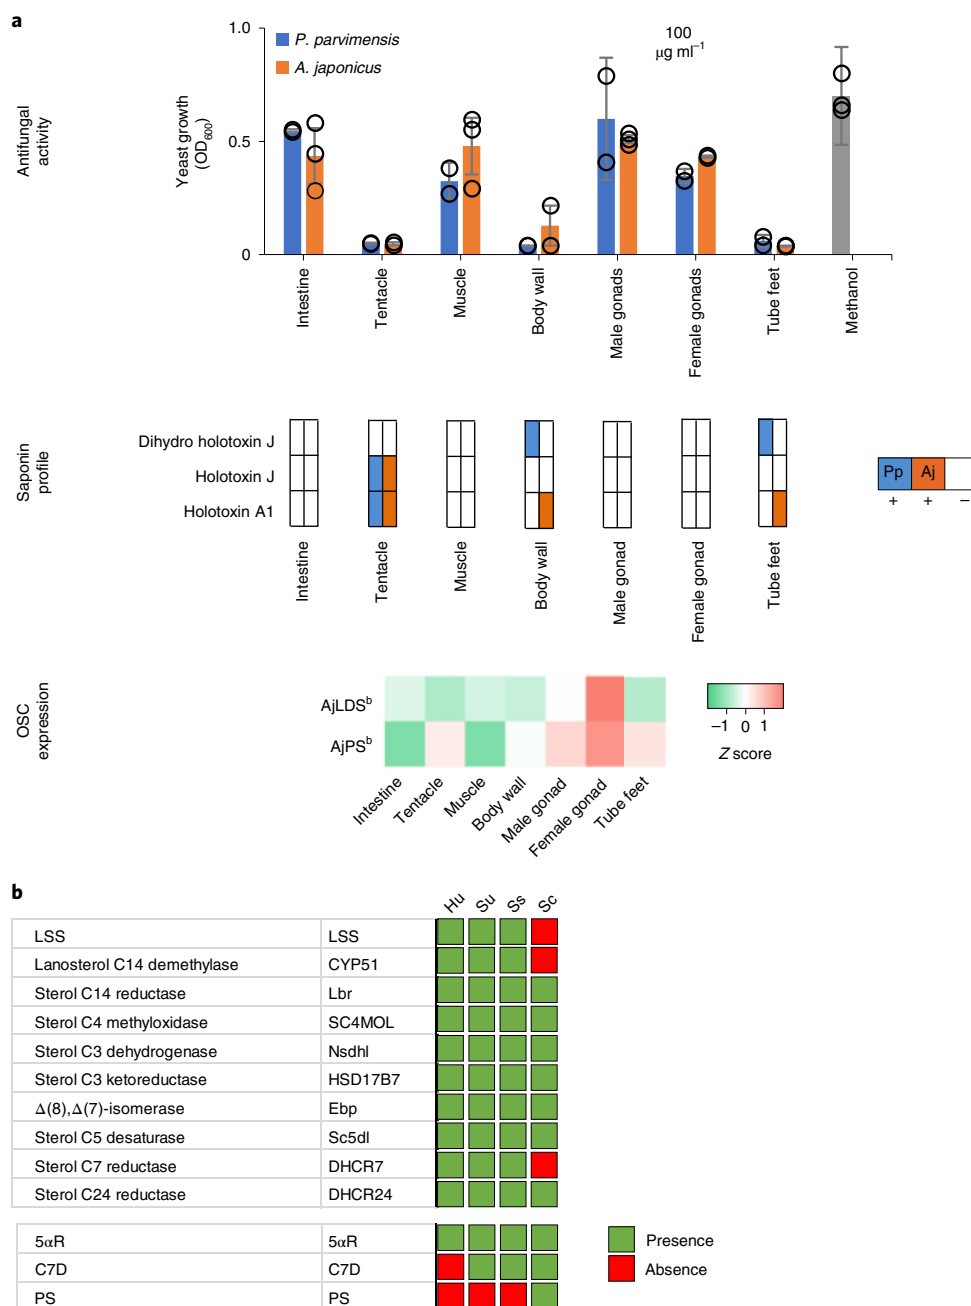 a
Antifungal
activity
Yeast growth
(OD600)
1.0
0.5
0
P. parvimensis
A. japonicus
100
μg ml−1
Intestine
Tentacle
Muscle
Body wall
Male gonads
Female gonads
Tube feet
Methanol
Saponin
profile
Dihydro holotoxin J
Holotoxin J
Holotoxin A1
Pp Aj
+ + −
Intestine
Tentacle
Muscle
Body wall
Male gonad
Female gonad
Tube feet
OSC
expression
AjLDSb
AjPSb
−1 0 1
Z score
Intestine
Tentacle
Muscle
Body wall
Male gonad
Female gonad
Tube feet
b
Hu Su Ss Sc
LSS LSS
Lanosterol C14 demethylase CYP51
Sterol C14 reductase Lbr
Sterol C4 methyloxidase SC4MOL
Sterol C3 dehydrogenase Nsdhl
Sterol C3 ketoreductase HSD17B7
Δ(8),Δ(7)-isomerase Ebp
Sterol C5 desaturase Sc5dl
Sterol C7 reductase DHCR7
Sterol C24 reductase DHCR24
5αR 5αR
C7D C7D
PS PS
Presence
Absence